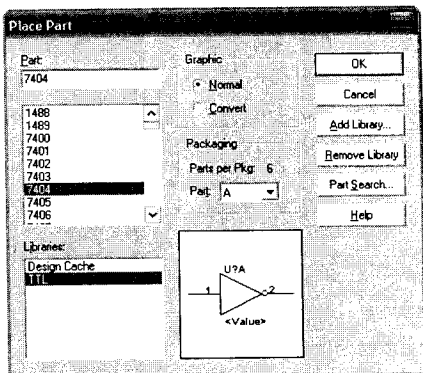 Place Part
Part:
7404
1488
1489
7400
7401
7402
7403
7404
7405
7406
Libraries:
Design Cache
TTL
Graphic
Normal
Convert
Packaging
Parts per Pkg: 6
Part: A
U?A
1
2
<Value>
OK
Cancel
Add Library...
Remove Library
Part Search...
Help